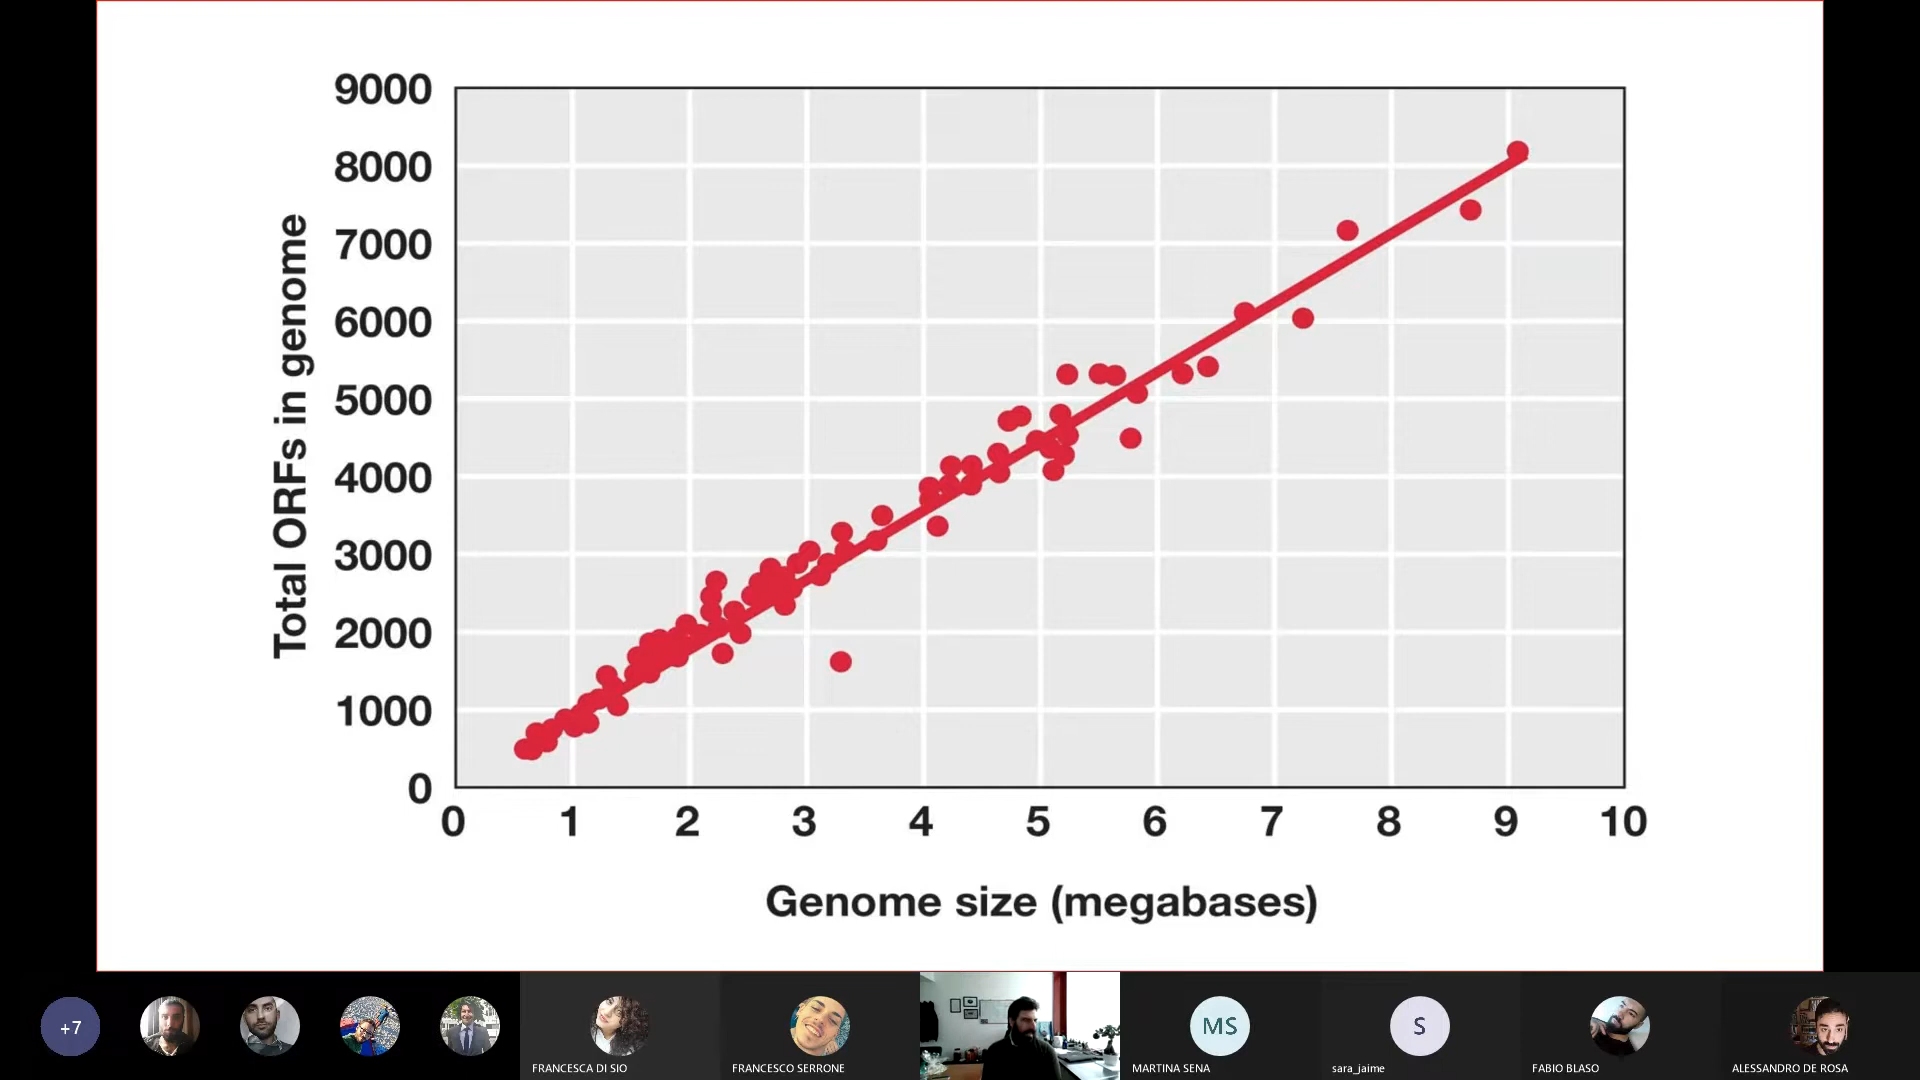 9000
8000
7000
6000
5000
4000
3000
2000
1000
0
Total ORFs in genome
0 1 2 3 4 5 6 7 8 9 10
Genome size (megabases)
+7
MS
S
FRANCESCA DI SIO
FRANCESCO SERRONE
MARTINA SENA
sara_jaime
FABIO BLASO
ALESSANDRO DE ROSA